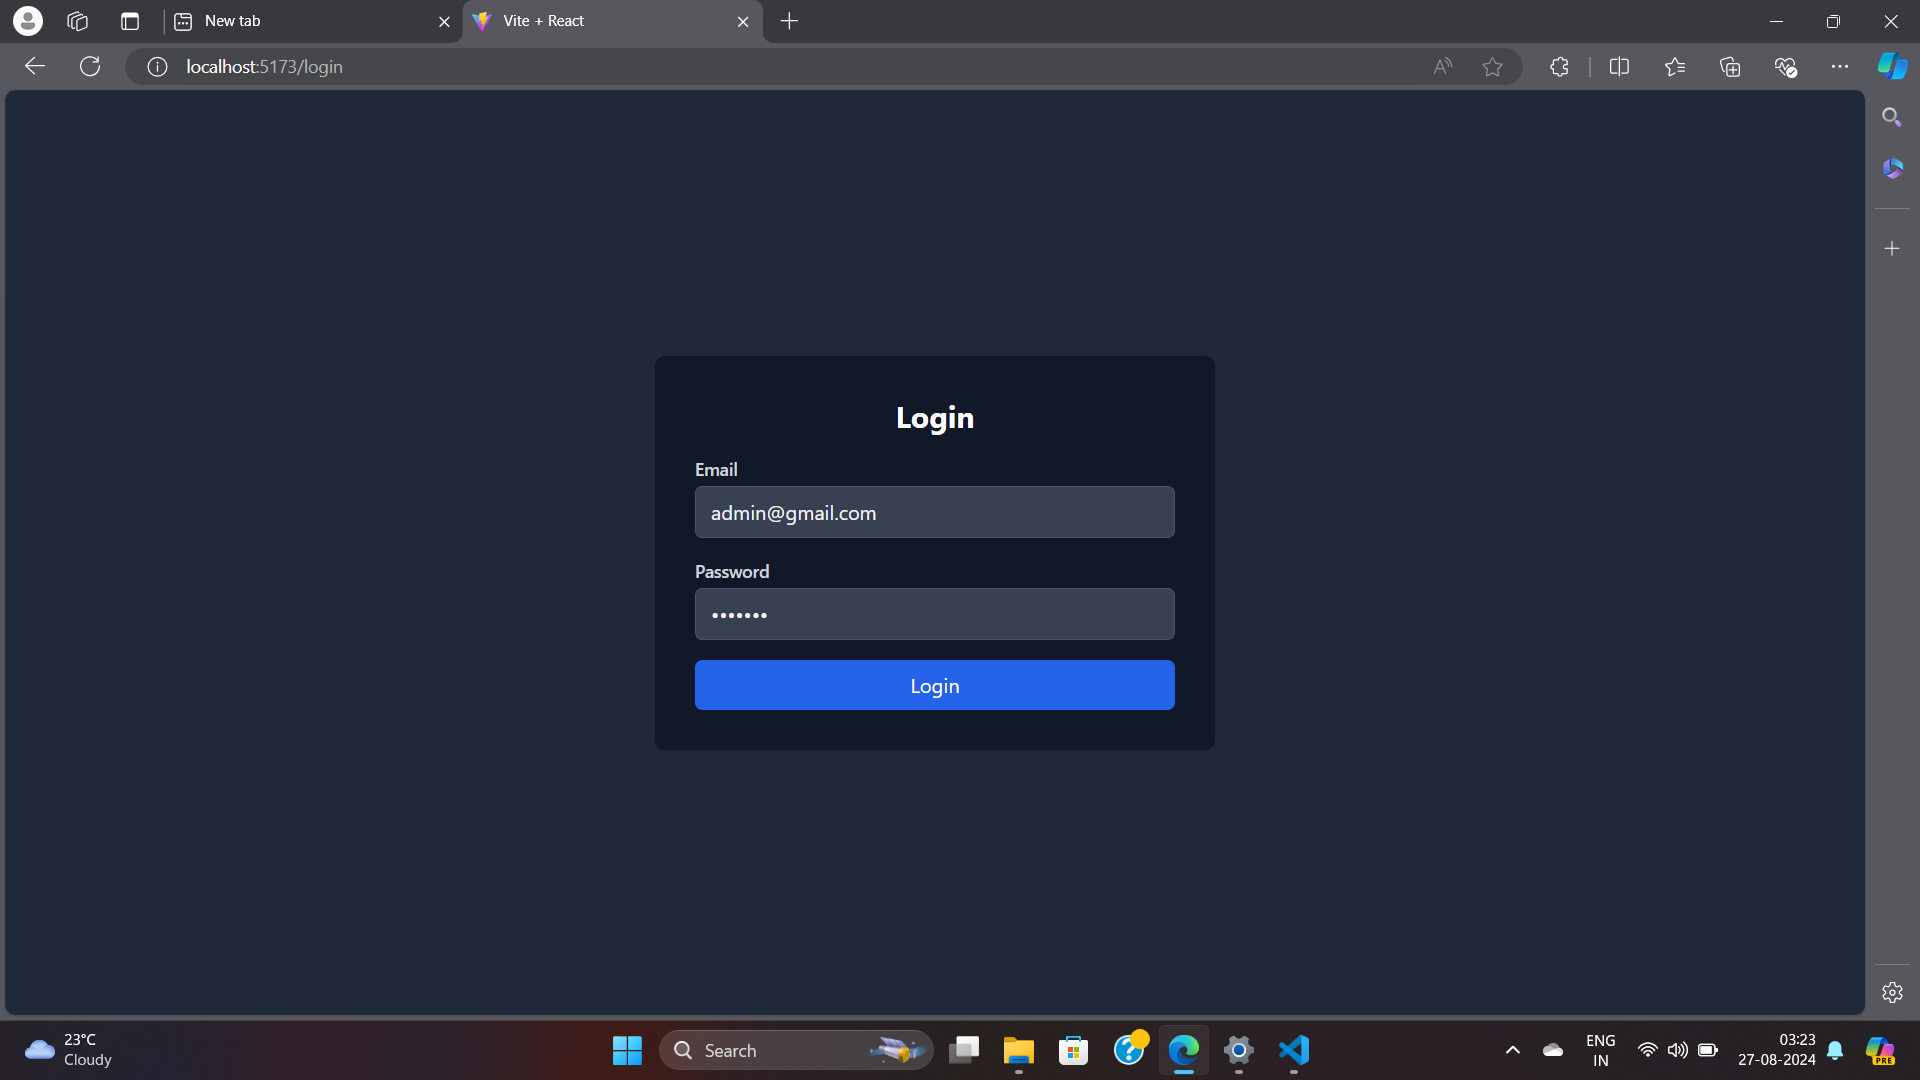 New tab
Vite + React
localhost:5173/login
Login
Email
admin@gmail.com
Password
•••••••
Login
23°C
Cloudy
Search
ENG
IN
03:23
27-08-2024
PRE